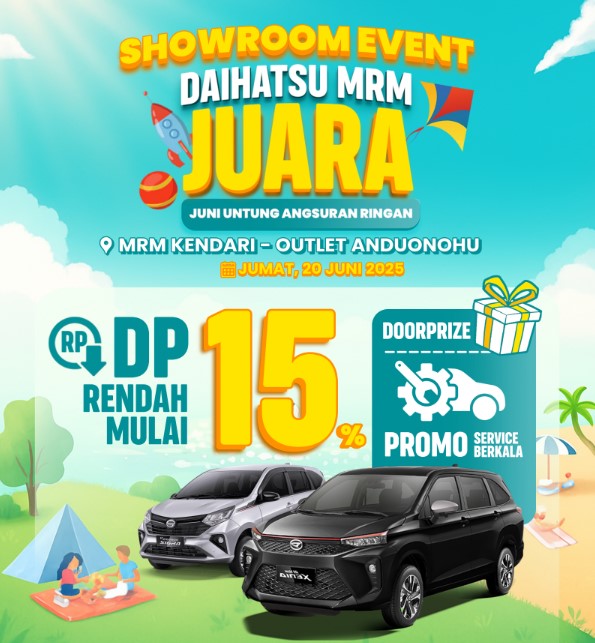 SHOWROOM EVENT
DAIHATSU MRM
JUARA
JUNI UNTUNG ANGSURAN RINGAN
MRM KENDARI - OUTLET ANDUONOHU
JUMAT, 20 JUNI 2025
RP
DP
RENDAH
MULAI
15%
DOORPRIZE
PROMO SERVICE
BERKALA
Xenia